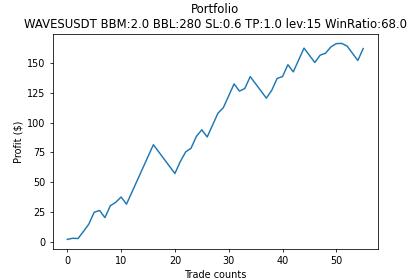 Portfolio
WAVESUSDT BBM:2.0 BBL:280 SL:0.6 TP:1.0 lev:15 WinRatio:68.0
150
125
100
75
50
25
0
Profit ($)
0 10 20 30 40 50
Trade counts